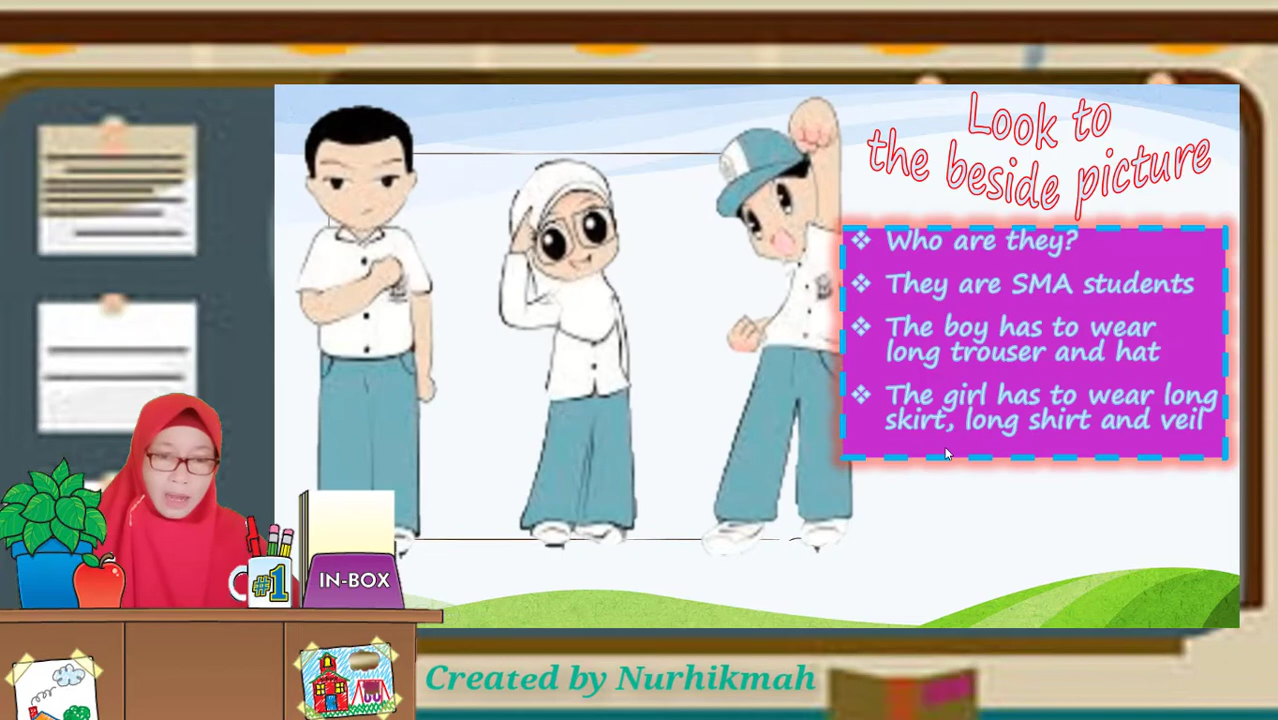 Look to
the beside picture
❖ Who are they?
❖ They are SMA students
❖ The boy has to wear
long trouser and hat
❖ The girl has to wear long
skirt, long shirt and veil
#1
IN-BOX
Created by Nurhikmah